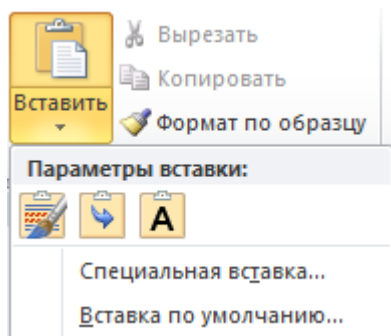 Вырезать
Копировать
Вставить
Формат по образцу
Параметры вставки:
A
Специальная вставка...
Вставка по умолчанию...